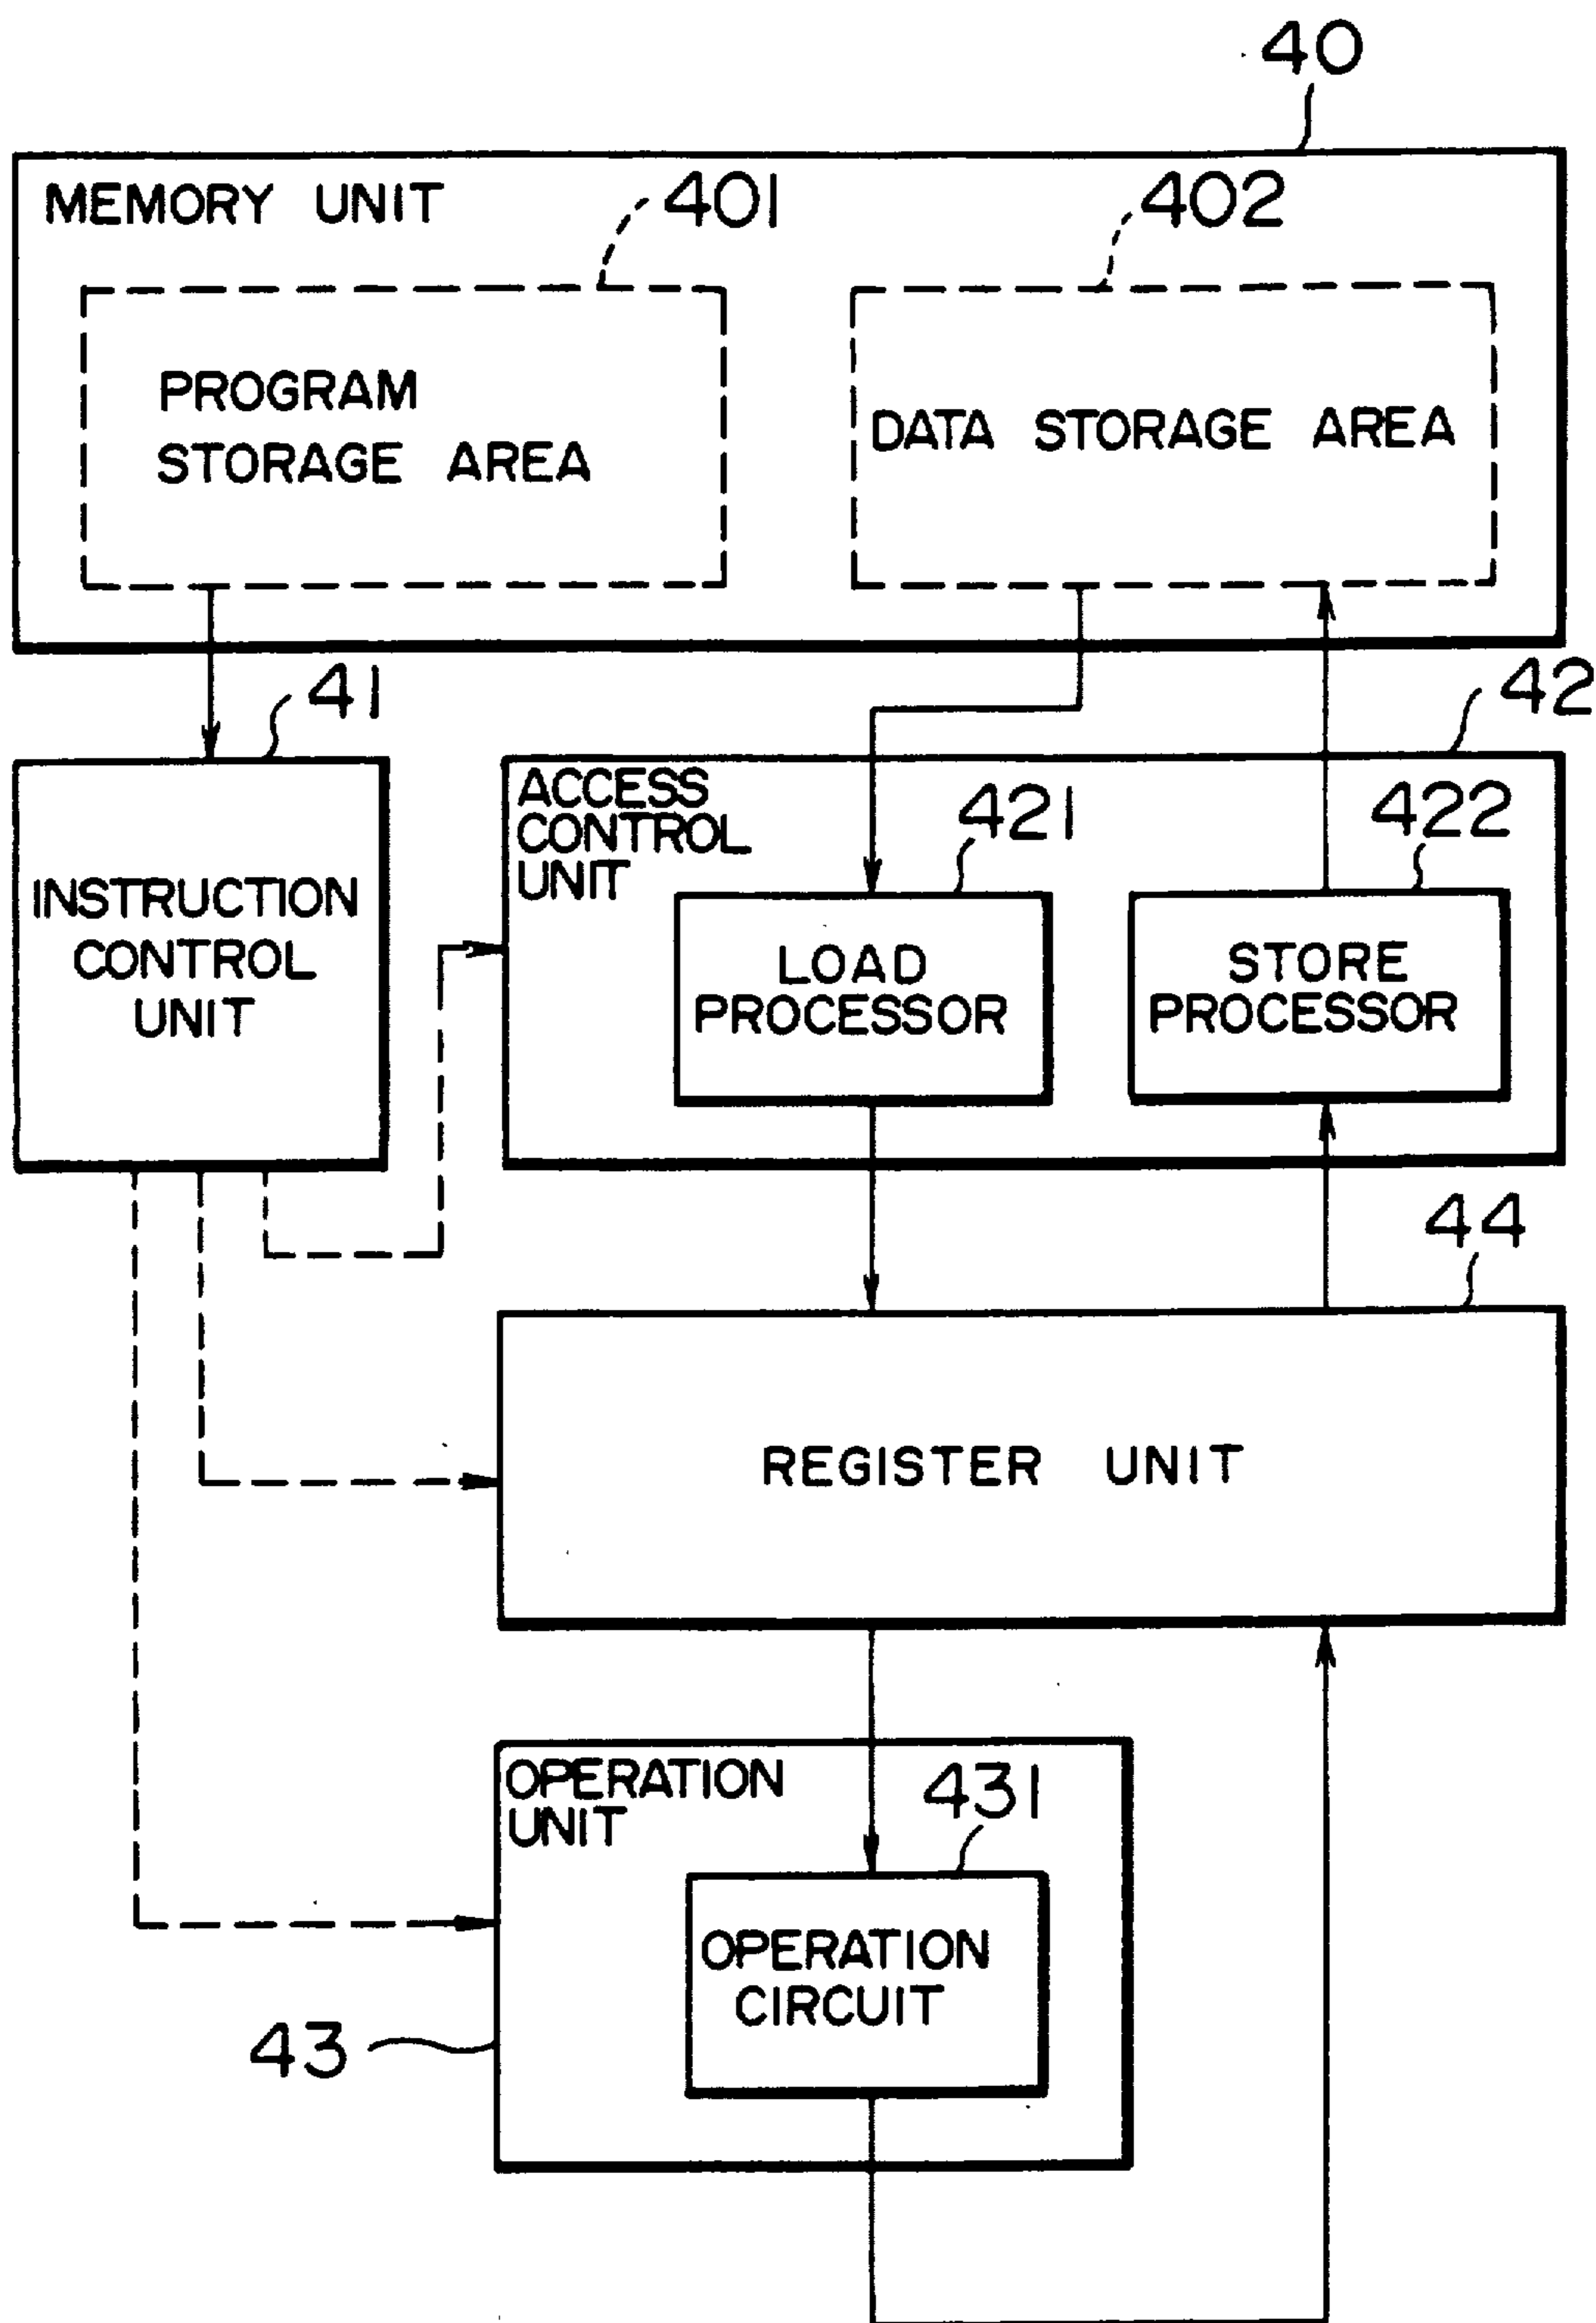 40
MEMORY UNIT
401
402
PROGRAM
STORAGE AREA
DATA STORAGE AREA
41
42
ACCESS
CONTROL
UNIT
421
422
INSTRUCTION
CONTROL
UNIT
LOAD
PROCESSOR
STORE
PROCESSOR
44
REGISTER UNIT
OPERATION
UNIT
431
OPERATION
CIRCUIT
43